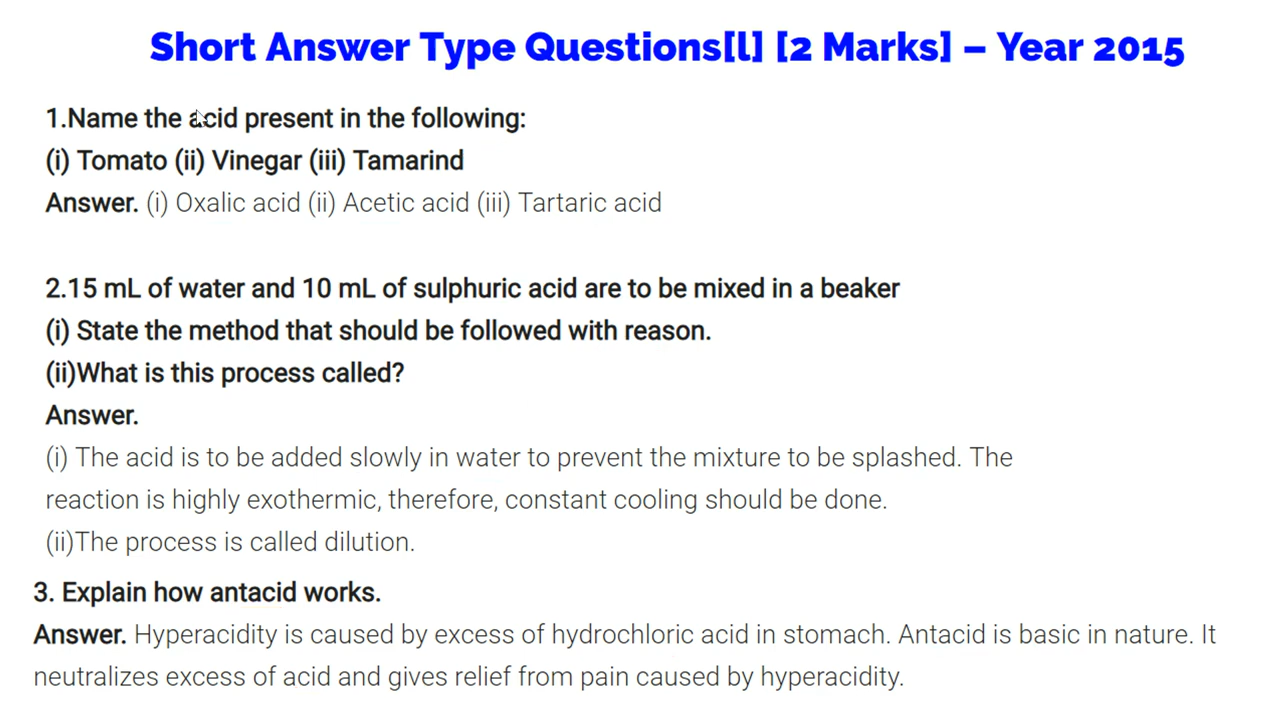 Short Answer Type Questions[l] [2 Marks] – Year 2015
1.Name the acid present in the following:
(i) Tomato (ii) Vinegar (iii) Tamarind
Answer. (i) Oxalic acid (ii) Acetic acid (iii) Tartaric acid
2.15 mL of water and 10 mL of sulphuric acid are to be mixed in a beaker
(i) State the method that should be followed with reason.
(ii)What is this process called?
Answer.
(i) The acid is to be added slowly in water to prevent the mixture to be splashed. The
reaction is highly exothermic, therefore, constant cooling should be done.
(ii)The process is called dilution.
3. Explain how antacid works.
Answer. Hyperacidity is caused by excess of hydrochloric acid in stomach. Antacid is basic in nature. It
neutralizes excess of acid and gives relief from pain caused by hyperacidity.